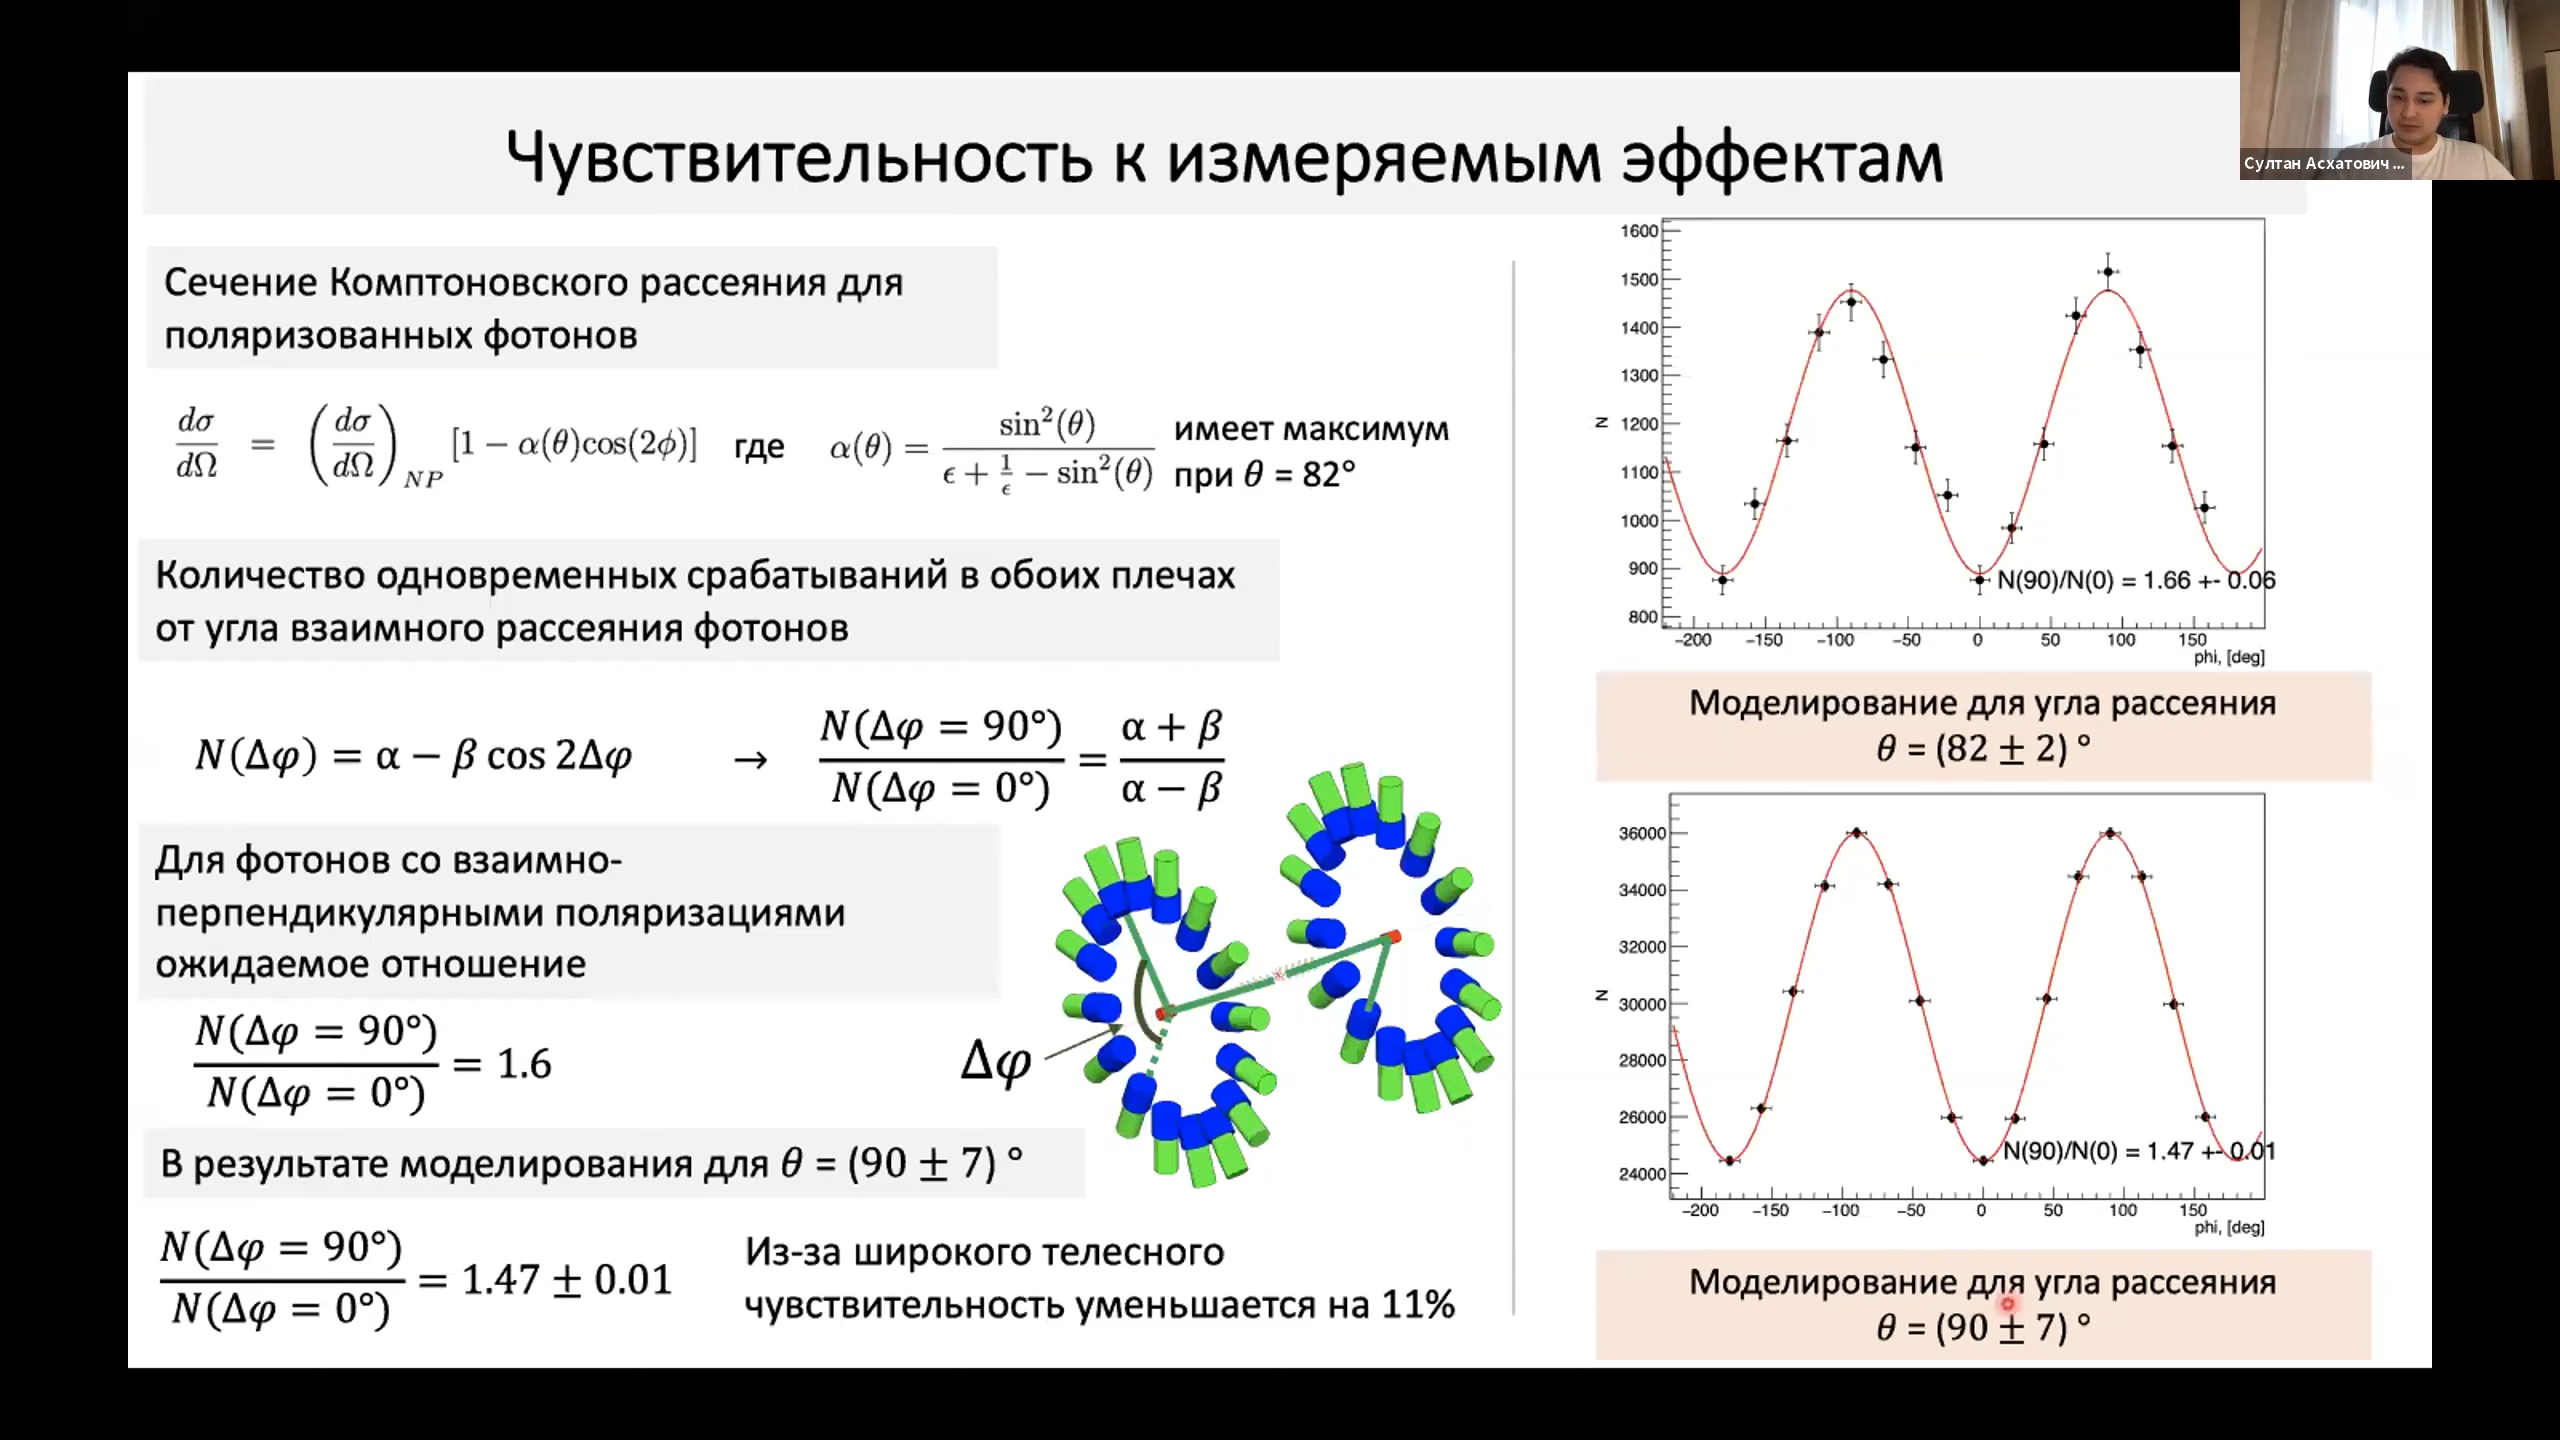 Султан Асхатович ...
Чувствительность к измеряемым эффектам
Сечение Комптоновского рассеяния для
поляризованных фотонов
dσ/dΩ = (dσ/dΩ)_NP [1 − α(θ)cos(2ϕ)] где α(θ) = sin²(θ) / (ϵ + 1/ϵ − sin²(θ))
имеет максимум
при θ = 82°
Количество одновременных срабатываний в обоих плечах
от угла взаимного рассеяния фотонов
N(Δφ) = α − β cos 2Δφ → N(Δφ = 90°) / N(Δφ = 0°) = (α + β) / (α − β)
Для фотонов со взаимно-
перпендикулярными поляризациями
ожидаемое отношение
N(Δφ = 90°) / N(Δφ = 0°) = 1.6
Δφ
В результате моделирования для θ = (90 ± 7) °
N(Δφ = 90°) / N(Δφ = 0°) = 1.47 ± 0.01
Из-за широкого телесного
чувствительность уменьшается на 11%
1600
1500
1400
1300
1200
1100
1000
900
800
N
N(90)/N(0) = 1.66 +- 0.06
−200 −150 −100 −50 0 50 100 150
phi, [deg]
Моделирование для угла рассеяния
θ = (82 ± 2) °
36000
34000
32000
30000
28000
26000
24000
N
N(90)/N(0) = 1.47 +- 0.01
−200 −150 −100 −50 0 50 100 150
phi, [deg]
Моделирование для угла рассеяния
θ = (90 ± 7) °